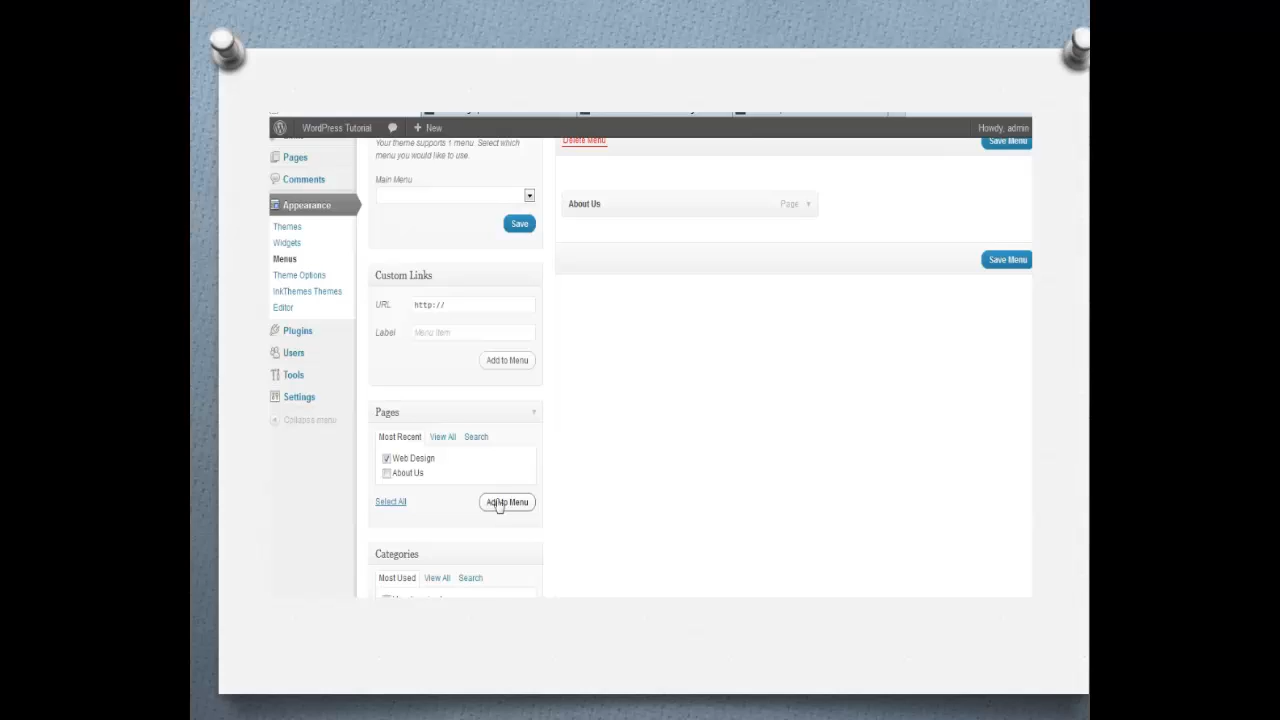 WordPress Tutorial
New
Howdy, admin
Pages
Comments
Appearance
Themes
Widgets
Menus
Theme Options
InkThemes Themes
Editor
Plugins
Users
Tools
Settings
Collapse menu
Your theme supports 1 menu. Select which
menu you would like to use.
Main Menu
Save
Custom Links
URL http://
Label Menu Item
Add to Menu
Pages
Most Recent View All Search
Web Design
About Us
Select All
Add to Menu
Categories
Most Used View All Search
Delete Menu
Save Menu
About Us Page
Save Menu